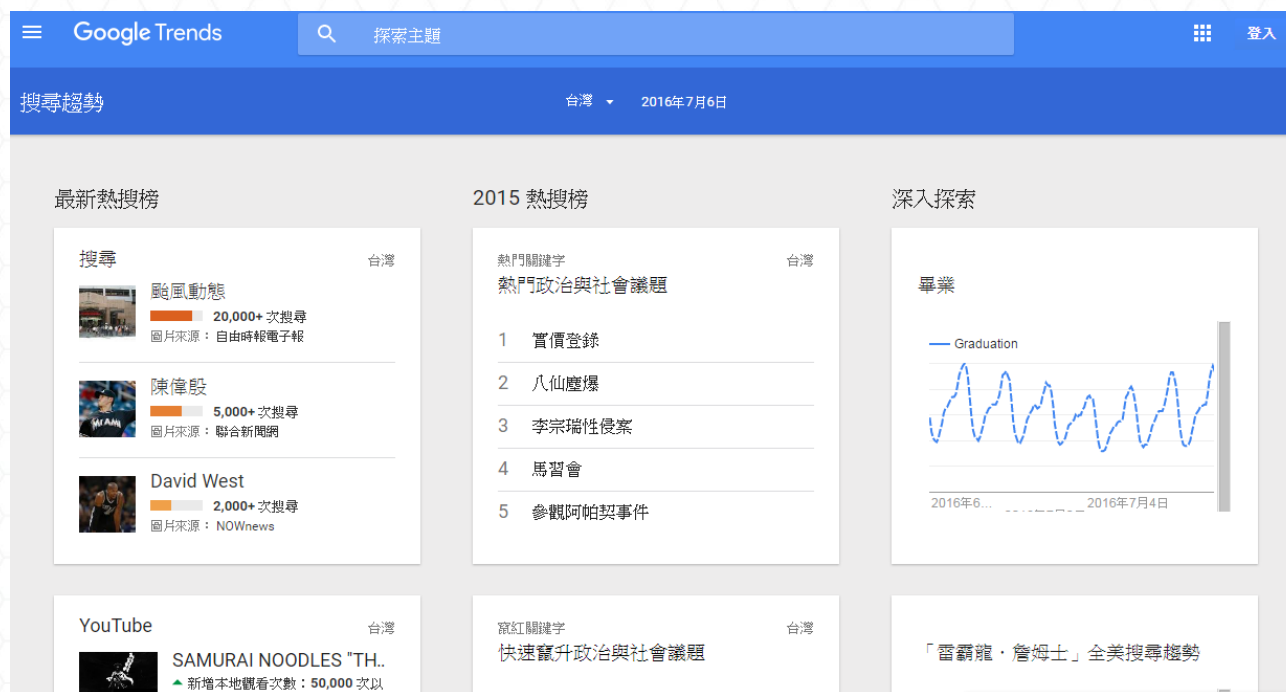 Google Trends
探索主題
登入
搜尋趨勢
台灣
2016年7月6日
最新熱搜榜
搜尋
台灣
颱風動態
20,000+ 次搜尋
圖片來源: 自由時報電子報
陳偉殷
MIAMI
5,000+ 次搜尋
圖片來源: 聯合新聞網
David West
2,000+ 次搜尋
圖片來源: NOWnews
YouTube
台灣
SAMURAI NOODLES "TH..
新增本地觀看次數:50,000 次以
2015 熱搜榜
熱門關鍵字
台灣
熱門政治與社會議題
1 實價登錄
2 八仙塵爆
3 李宗瑞性侵案
4 馬習會
5 參觀阿帕契事件
竄紅關鍵字
台灣
快速竄升政治與社會議題
深入探索
畢業
Graduation
2016年6...
2016年7月4日
「雷霸龍．詹姆士」全美搜尋趨勢